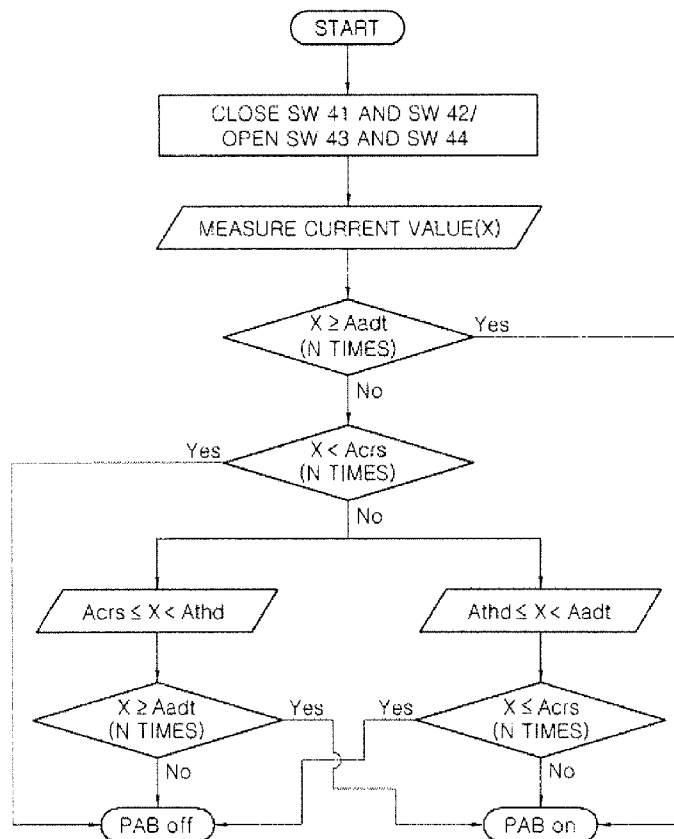 START
CLOSE SW 41 AND SW 42/
OPEN SW 43 AND SW 44
MEASURE CURRENT VALUE(X)
X ≥ Aadt
(N TIMES)
Yes
No
X < Acrs
(N TIMES)
Yes
No
Acrs ≤ X < Athd
Athd ≤ X < Aadt
X ≥ Aadt
(N TIMES)
Yes
No
X ≤ Acrs
(N TIMES)
Yes
No
PAB off
PAB on